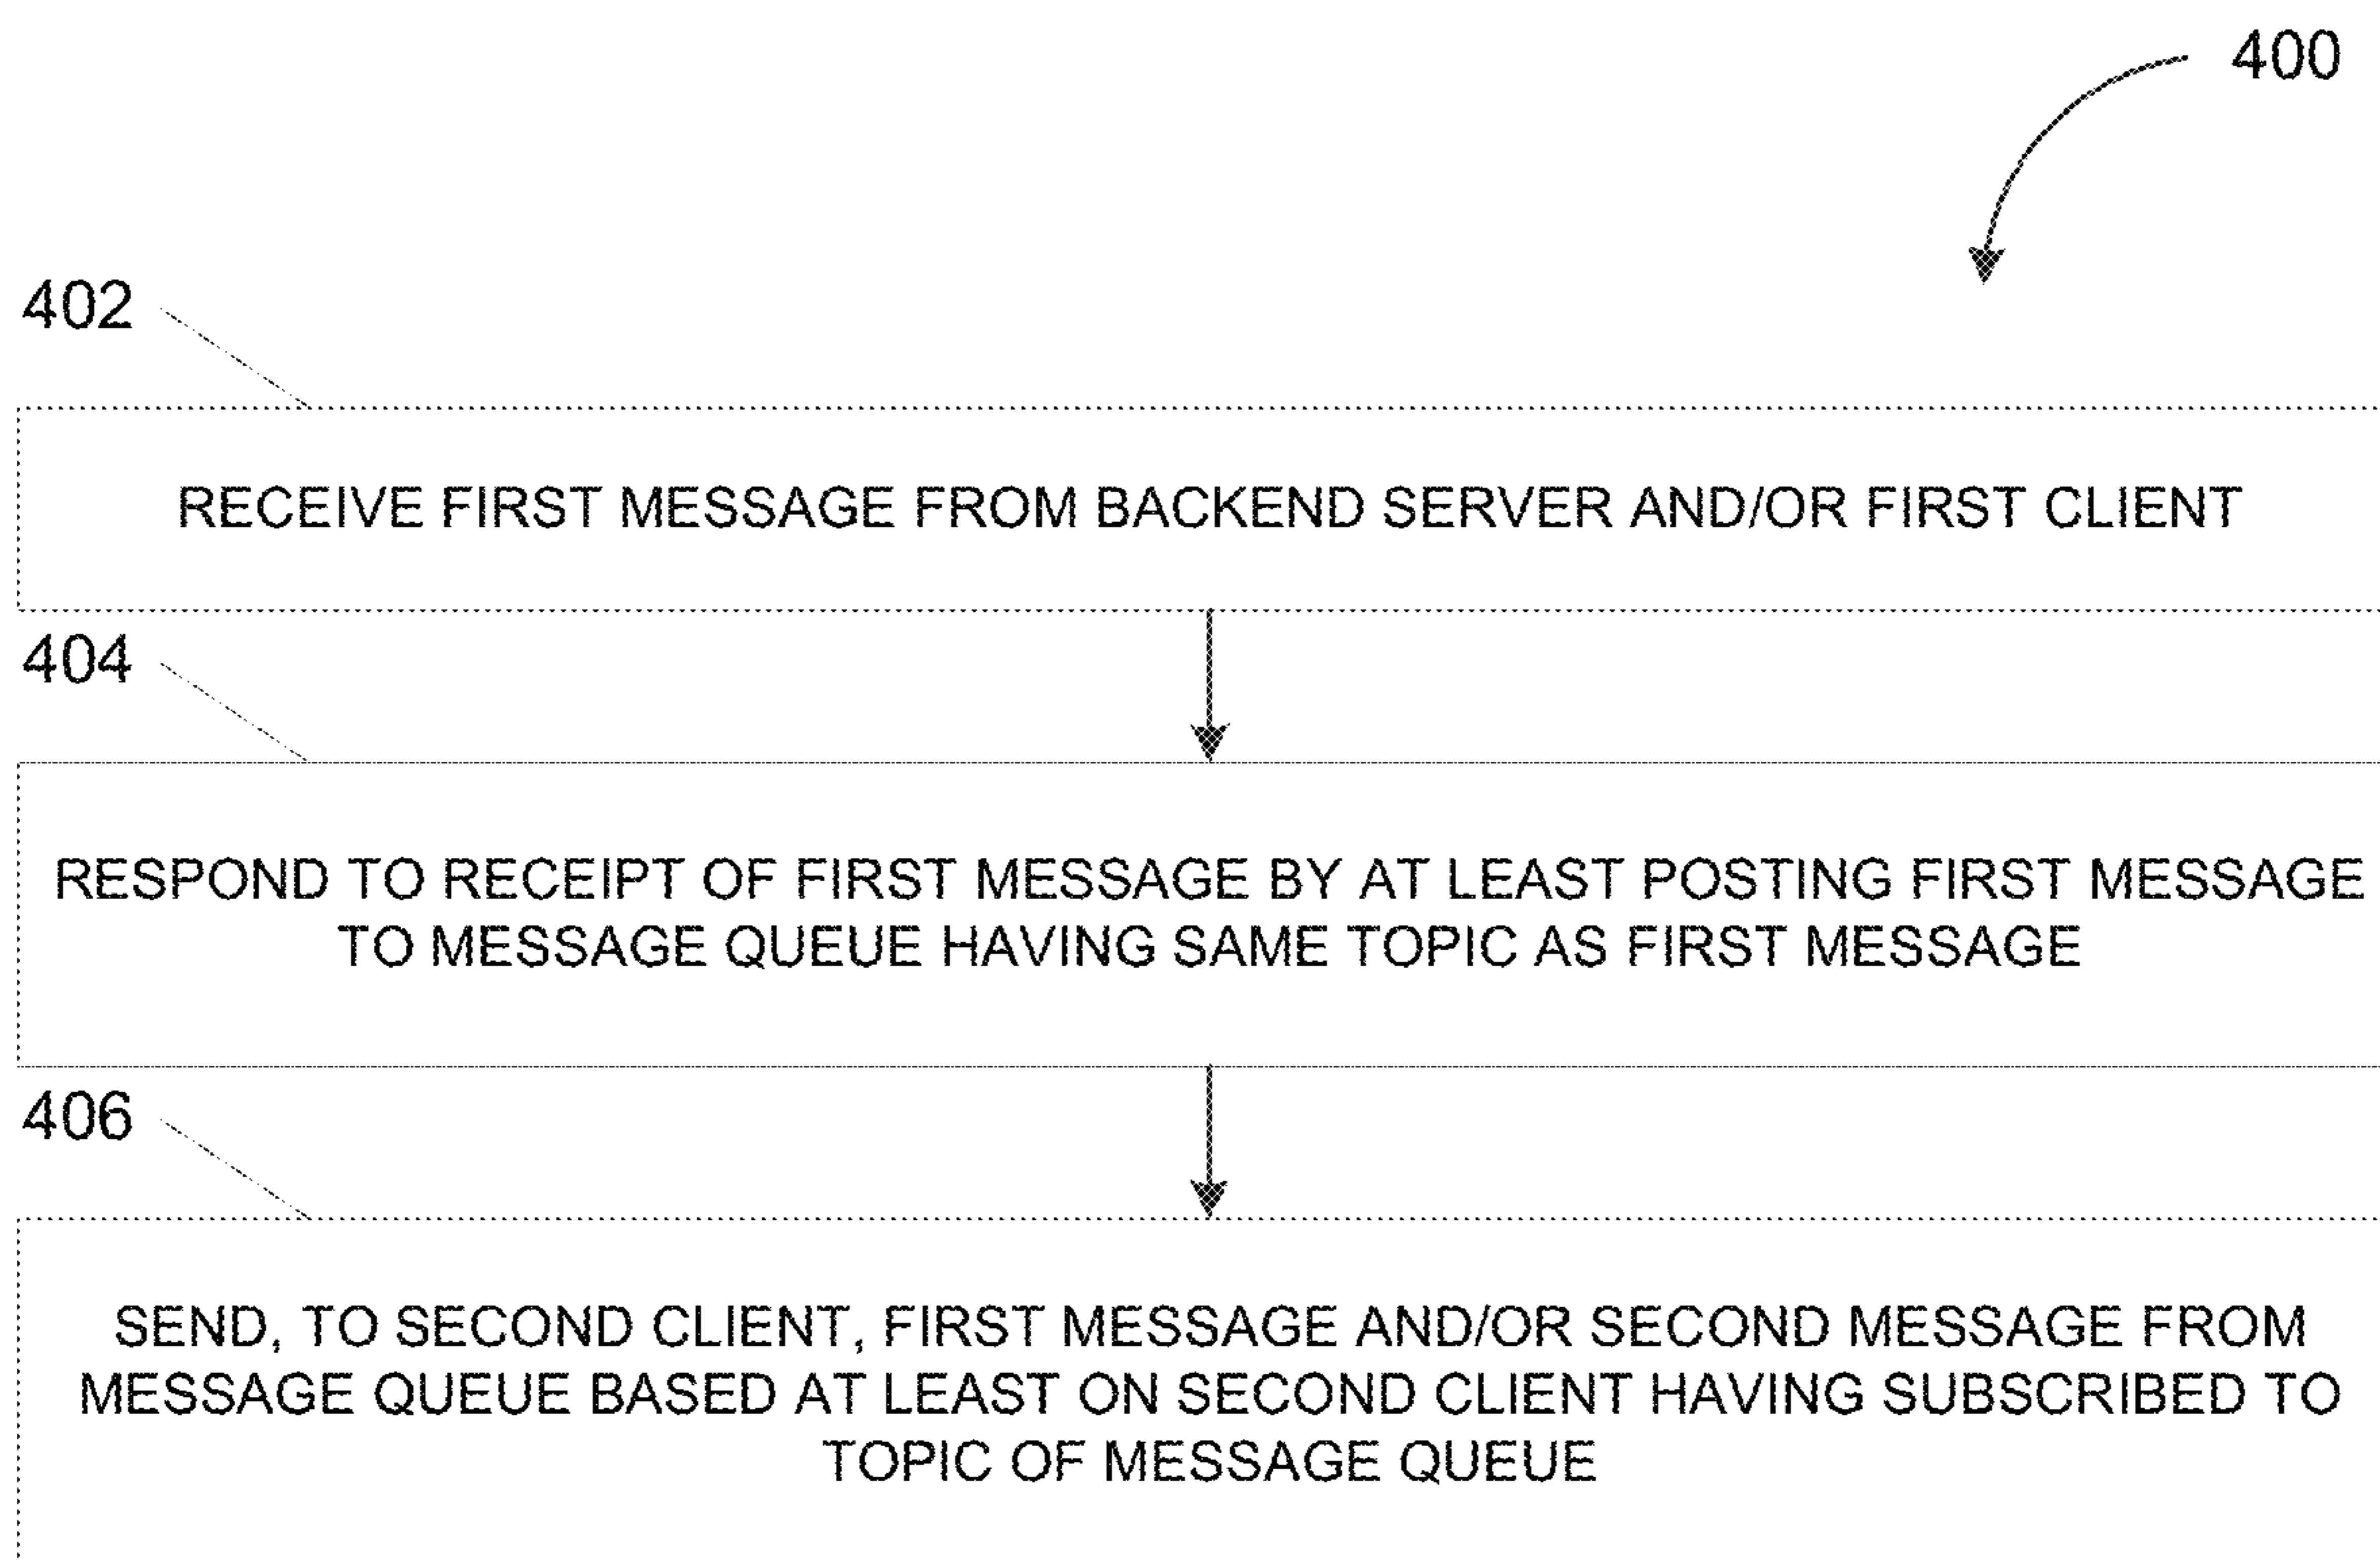 400
402
RECEIVE FIRST MESSAGE FROM BACKEND SERVER AND/OR FIRST CLIENT
404
RESPOND TO RECEIPT OF FIRST MESSAGE BY AT LEAST POSTING FIRST MESSAGE
TO MESSAGE QUEUE HAVING SAME TOPIC AS FIRST MESSAGE
406
SEND, TO SECOND CLIENT, FIRST MESSAGE AND/OR SECOND MESSAGE FROM
MESSAGE QUEUE BASED AT LEAST ON SECOND CLIENT HAVING SUBSCRIBED TO
TOPIC OF MESSAGE QUEUE